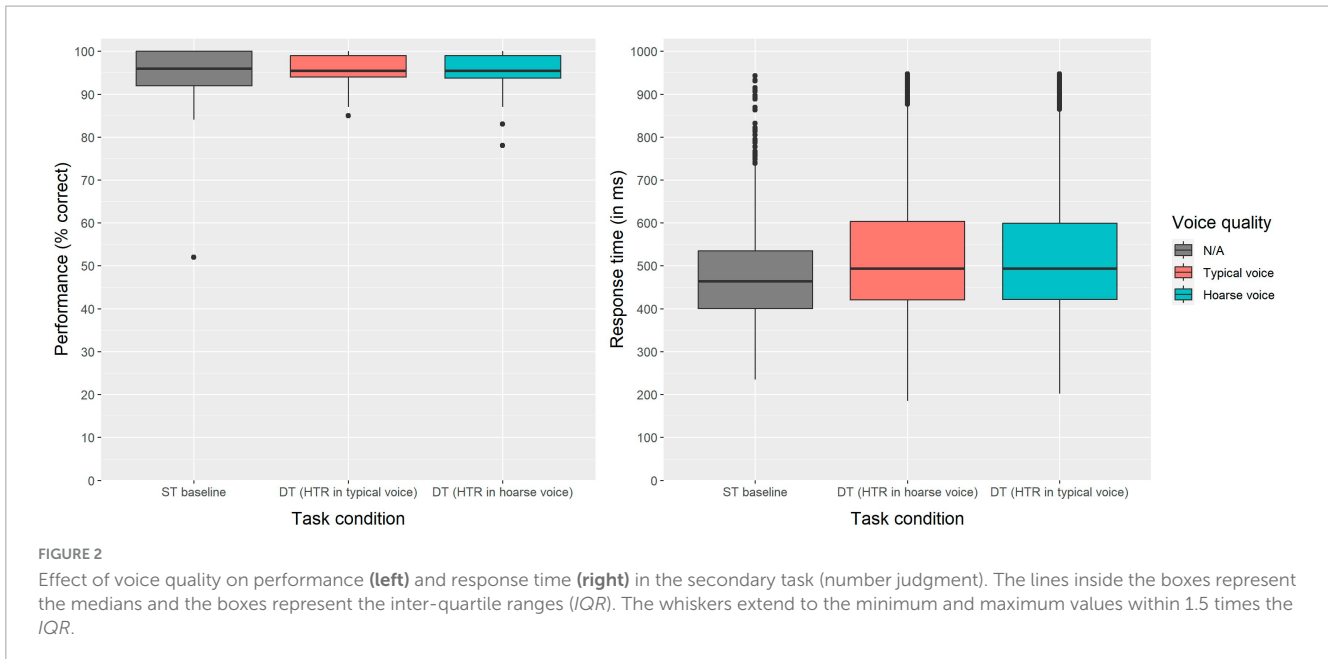 100
90
80
70
60
50
40
30
20
10
0
Performance (% correct)
ST baseline
DT (HTR in typical voice)
DT (HTR in hoarse voice)
Task condition
1000
900
800
700
600
500
400
300
200
100
0
Response time (in ms)
ST baseline
DT (HTR in hoarse voice)
DT (HTR in typical voice)
Task condition
Voice quality
N/A
Typical voice
Hoarse voice
FIGURE 2
Effect of voice quality on performance (left) and response time (right) in the secondary task (number judgment). The lines inside the boxes represent
the medians and the boxes represent the inter-quartile ranges (IQR). The whiskers extend to the minimum and maximum values within 1.5 times the
IQR.